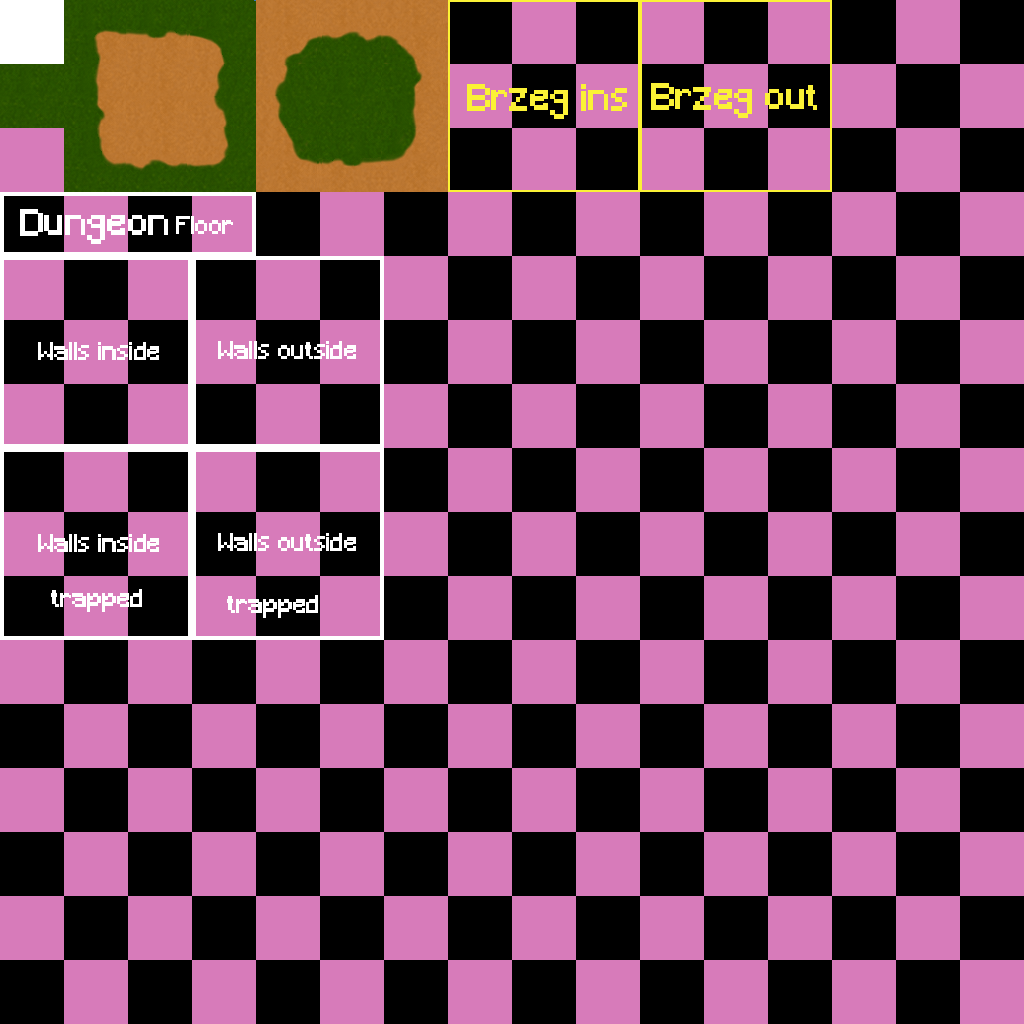 Brzeg ins
Brzeg out
Dungeon Floor
Walls inside
Walls outside
Walls inside
trapped
Walls outside
trapped